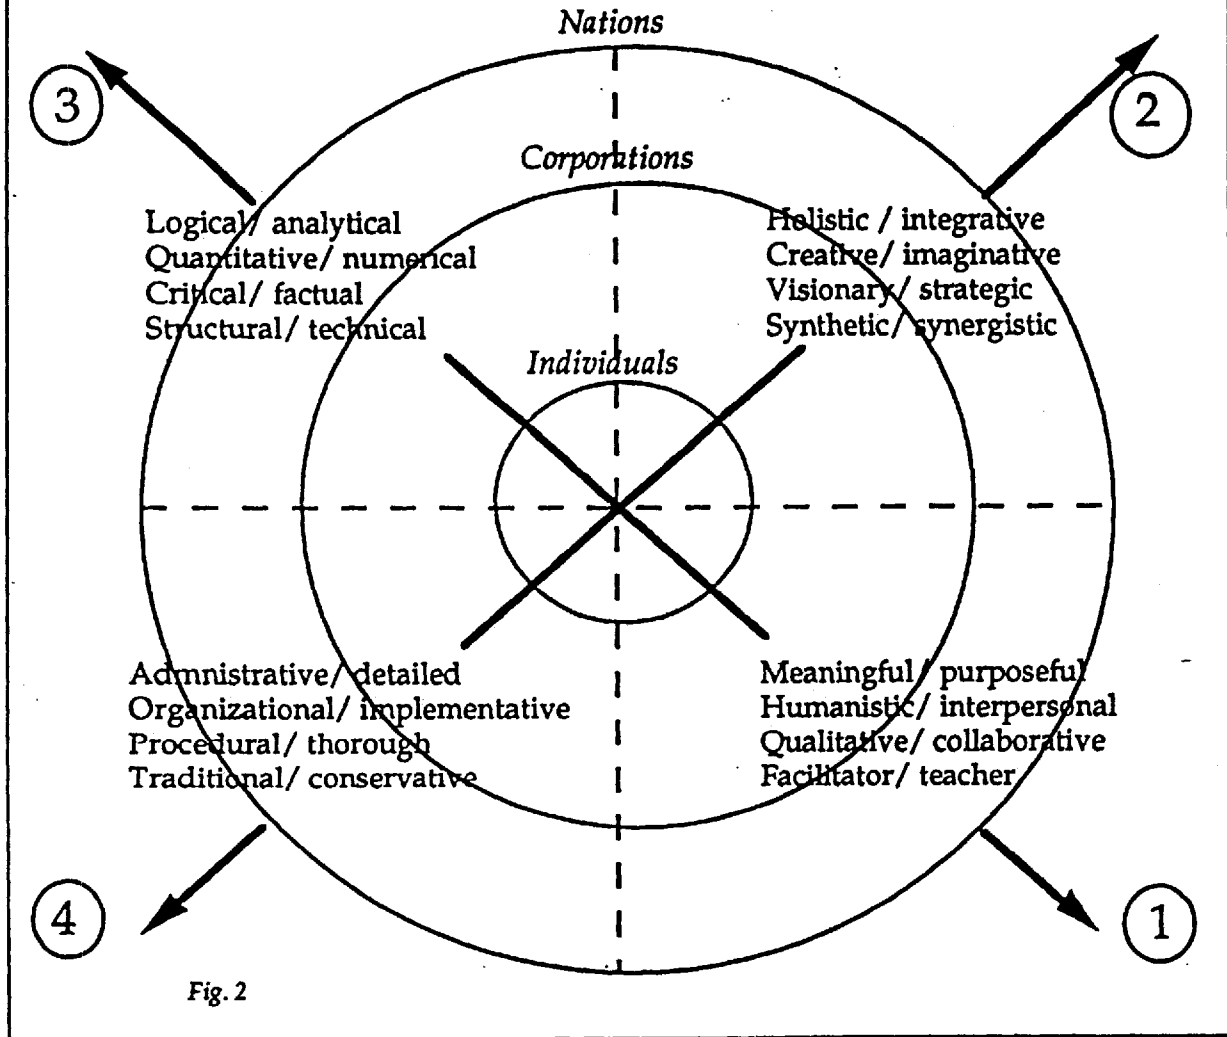 Nations
3
2
Corporations
Logical/ analytical
Quantitative/ numerical
Critical/ factual
Structural/ technical
Holistic / integrative
Creative/ imaginative
Visionary/ strategic
Synthetic/ synergistic
Individuals
Admnistrative/ detailed
Organizational/ implementative
Procedural/ thorough
Traditional/ conservative
Meaningful/ purposeful
Humanistic/ interpersonal
Qualitative/ collaborative
Facilitator/ teacher
4
1
Fig. 2